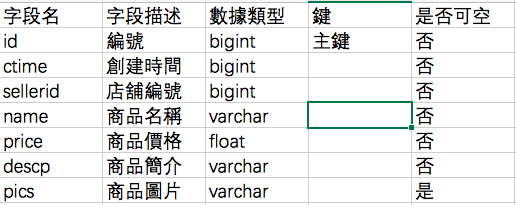 字段名 字段描述 數據類型 鍵 是否可空
id 編號 bigint 主鍵 否
ctime 創建時間 bigint 否
sellerid 店舖編號 bigint 否
name 商品名稱 varchar 否
price 商品價格 float 否
descp 商品簡介 varchar 否
pics 商品圖片 varchar 是